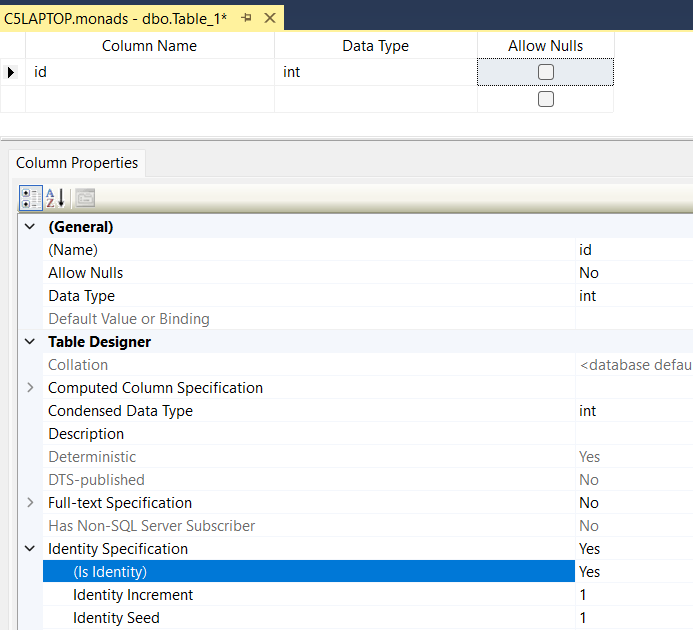 C5LAPTOP.monads - dbo.Table_1*
Column Name Data Type Allow Nulls
id int
Column Properties
(General)
(Name) id
Allow Nulls No
Data Type int
Default Value or Binding
Table Designer
Collation <database defau
Computed Column Specification
Condensed Data Type int
Description
Deterministic Yes
DTS-published No
Full-text Specification No
Has Non-SQL Server Subscriber No
Identity Specification Yes
(Is Identity) Yes
Identity Increment 1
Identity Seed 1